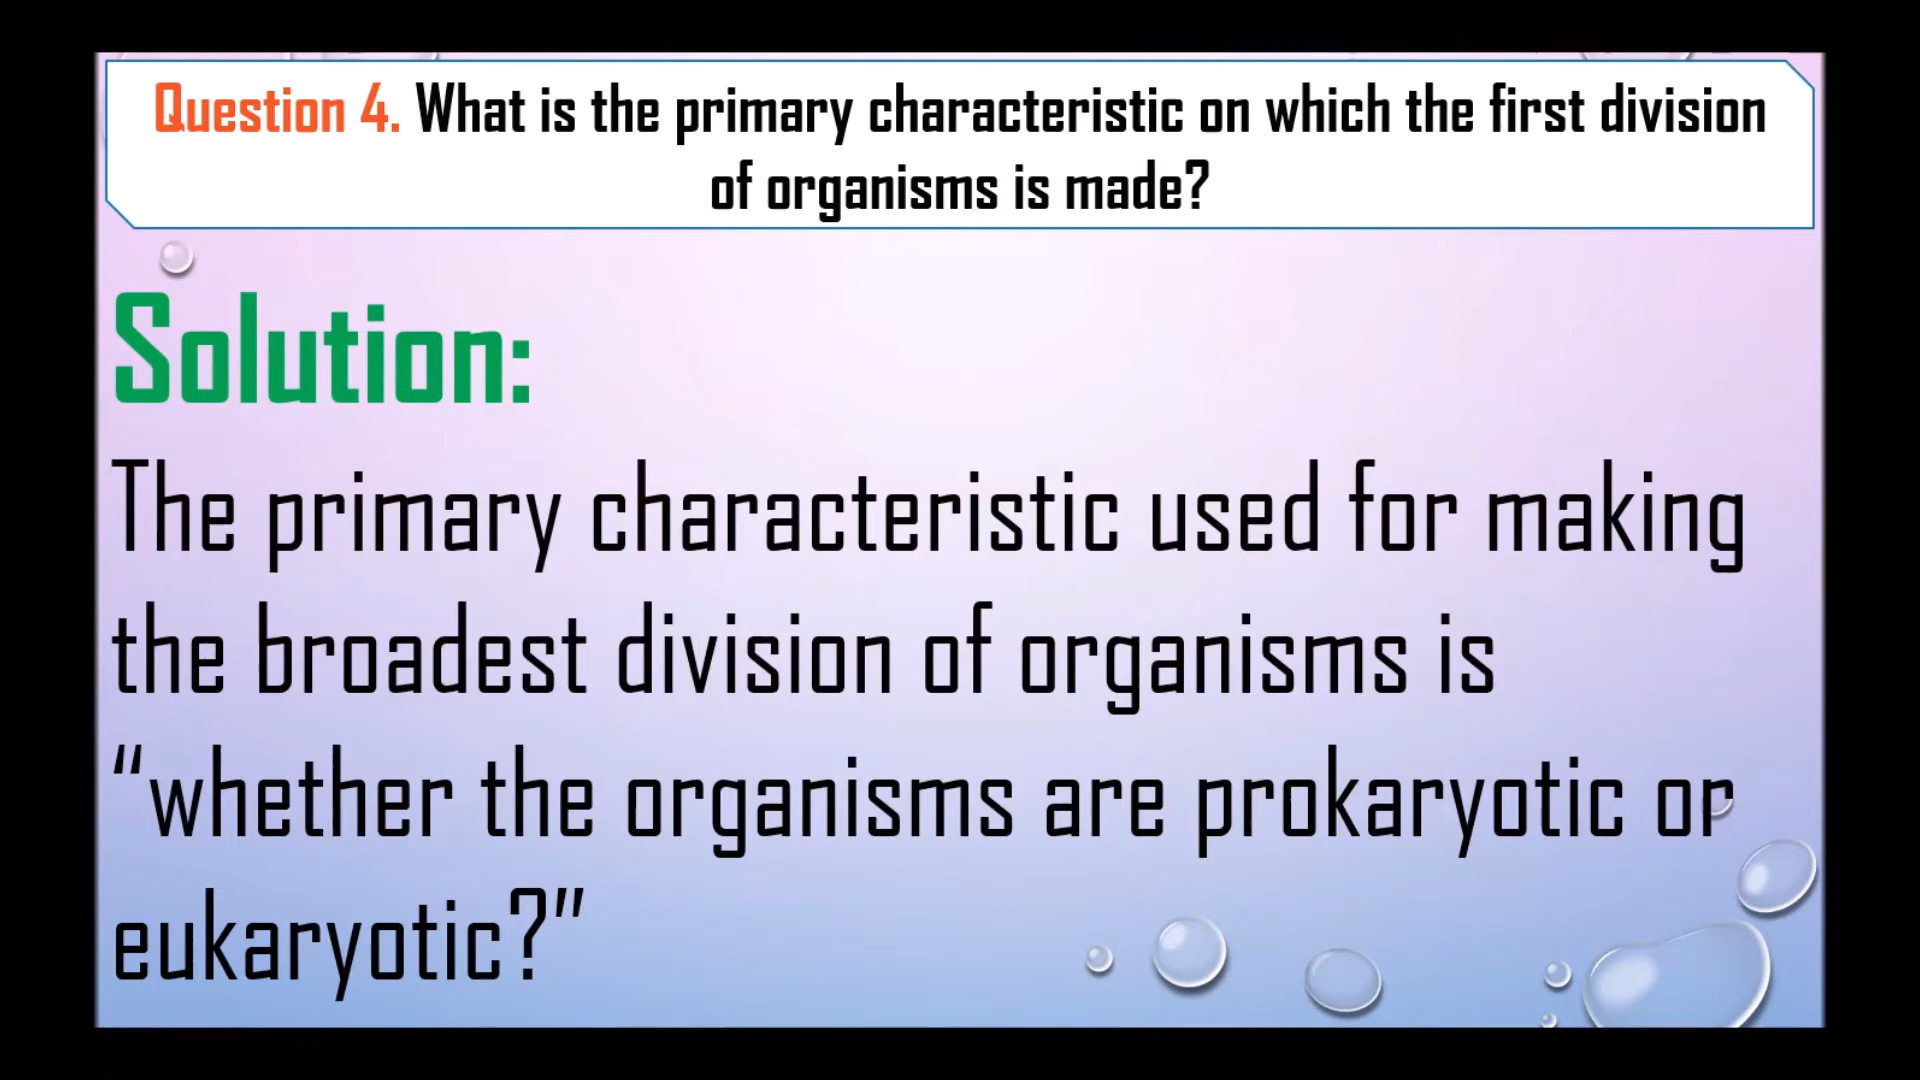 Question 4. What is the primary characteristic on which the first division
of organisms is made?
Solution:
The primary characteristic used for making
the broadest division of organisms is
“whether the organisms are prokaryotic or
eukaryotic?”